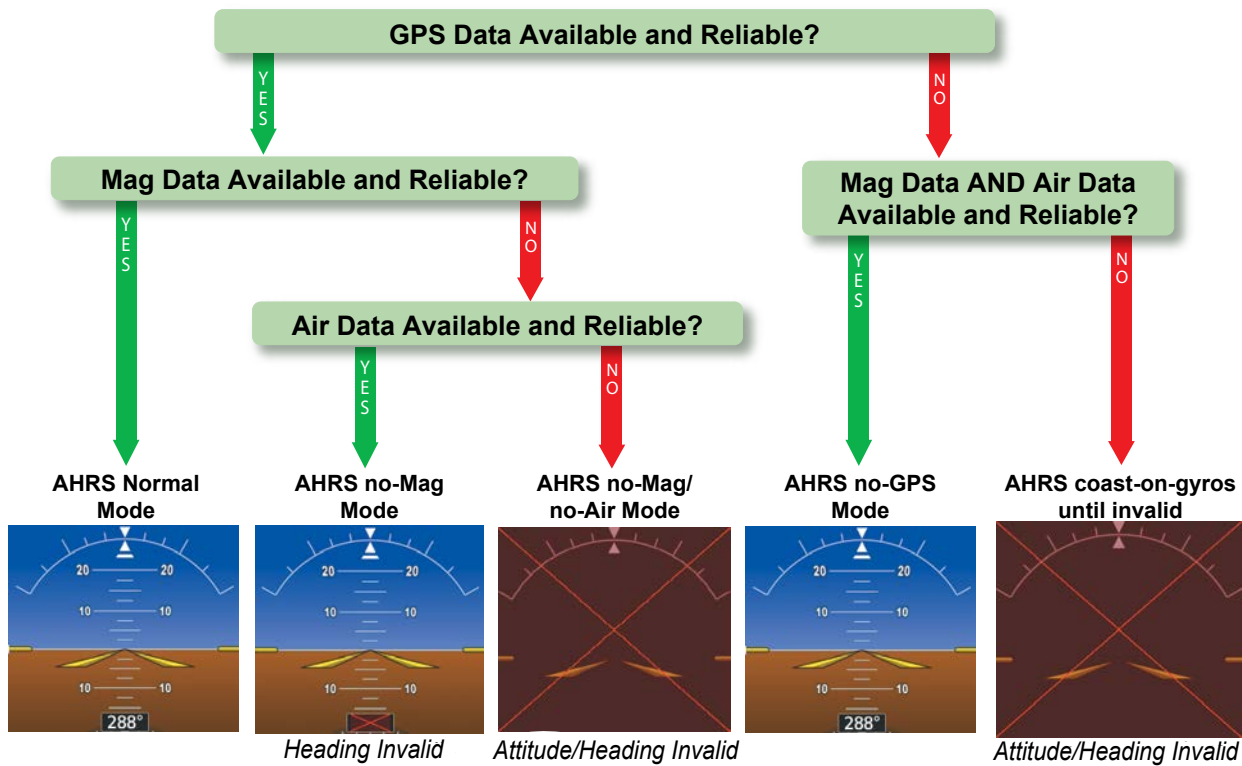 GPS Data Available and Reliable?
YES
NO
Mag Data Available and Reliable?
Mag Data AND Air Data
Available and Reliable?
YES
NO
YES
NO
Air Data Available and Reliable?
YES
NO
AHRS Normal
Mode
AHRS no-Mag
Mode
AHRS no-Mag/
no-Air Mode
AHRS no-GPS
Mode
AHRS coast-on-gyros
until invalid
20 20
10 10
10 10
288°
20 20
10 10
10 10
20 20
10 10
10 10
288°
Heading Invalid
Attitude/Heading Invalid
Attitude/Heading Invalid